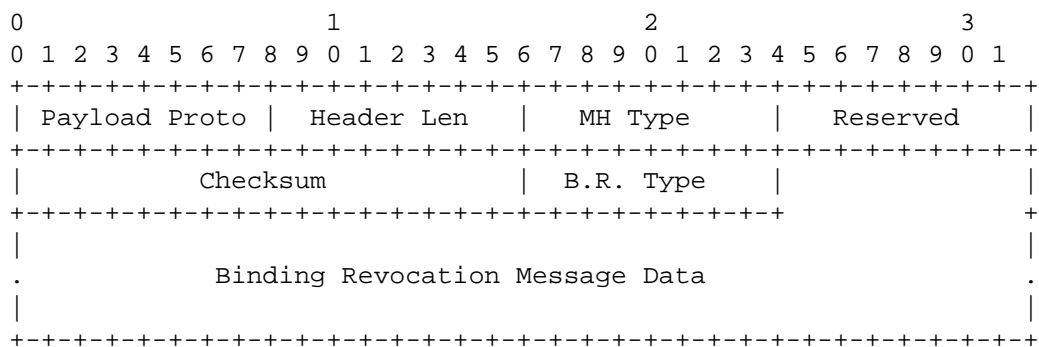 0                   1                   2                   3
0 1 2 3 4 5 6 7 8 9 0 1 2 3 4 5 6 7 8 9 0 1 2 3 4 5 6 7 8 9 0 1
+-+-+-+-+-+-+-+-+-+-+-+-+-+-+-+-+-+-+-+-+-+-+-+-+-+-+-+-+-+-+-+-+
| Payload Proto |  Header Len   |   MH Type     |   Reserved    |
+-+-+-+-+-+-+-+-+-+-+-+-+-+-+-+-+-+-+-+-+-+-+-+-+-+-+-+-+-+-+-+-+
|           Checksum            |  B.R. Type    |               |
+-+-+-+-+-+-+-+-+-+-+-+-+-+-+-+-+-+-+-+-+-+-+-+-+               +
|                                                               |
.            Binding Revocation Message Data                    .
|                                                               |
+-+-+-+-+-+-+-+-+-+-+-+-+-+-+-+-+-+-+-+-+-+-+-+-+-+-+-+-+-+-+-+-+